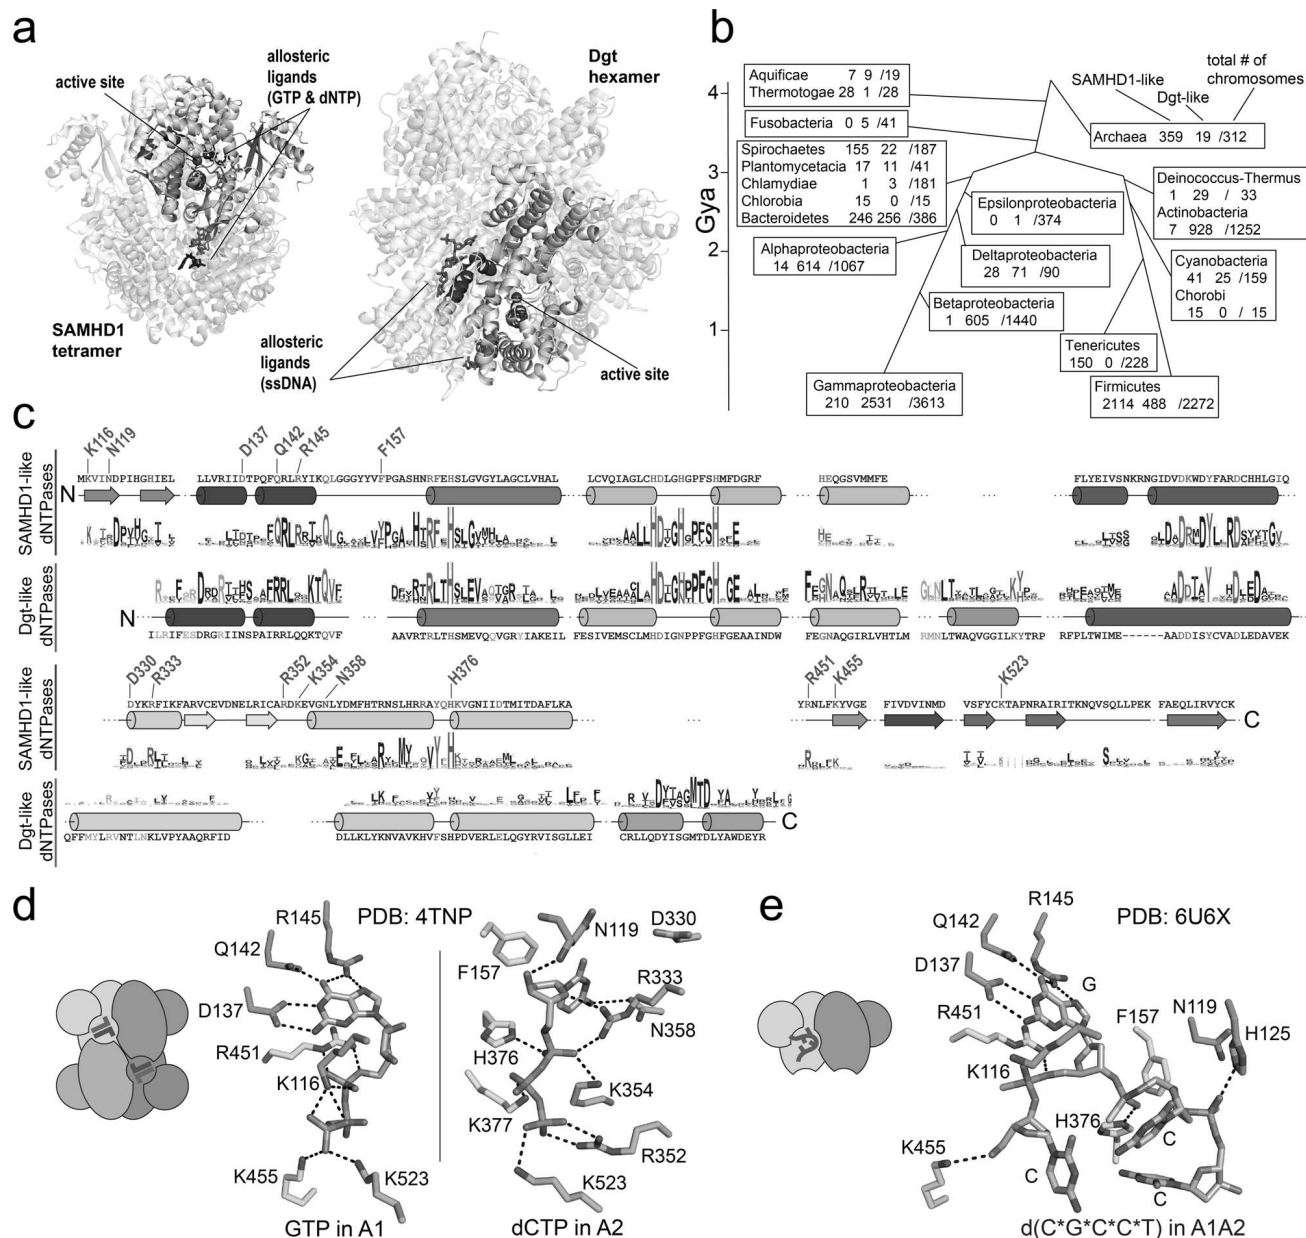 a
active site
allosteric
ligands
(GTP & dNTP)
SAMHD1
tetramer
Dgt
hexamer
allosteric
ligands
(ssDNA)
active site
b
Gya
4
3
2
1
SAMHD1-like
Dgt-like
total # of
chromosomes
Aquificae 7 9 /19
Thermotogae 28 1 /28
Fusobacteria 0 5 /41
Archaea 359 19 /312
Spirochaetes 155 22 /187
Plantomycetacia 17 11 /41
Chlamydiae 1 3 /181
Chlorobia 15 0 /15
Bacteroidetes 246 256 /386
Deinococcus-Thermus
1 29 / 33
Actinobacteria
7 928 /1252
Epsilonproteobacteria
0 1 /374
Alphaproteobacteria
14 614 /1067
Deltaproteobacteria
28 71 /90
Cyanobacteria
41 25 /159
Chorobi
15 0 / 15
Betaproteobacteria
1 605 /1440
Tenericutes
150 0 /228
Gammaproteobacteria
210 2531 /3613
Firmicutes
2114 488 /2272
c
SAMHD1-like
dNTPases
K116 N119 D137 Q142 R145 F157
MKVINDPIHGHIEL LLVRIIDTPQFQRLRYIKQLGGGYYVFPGASHNRFEHSLGVGYLAGCLVHAL LCVQIAGLCHDLGHGPFSHMFDGRF HEQGSVMMFE FLYEIVSNKRNGIDVDKWDYFARDCHHLGIQ
N
Dgt-like
dNTPases
N
ILRIFESDRGRIINSPAIRRLQQKTQVF AAVRTRLTHSMEVQQVGRYIAKEIL FESIVEMSCLMHDIGNPPFGHFGEAAINDW FEGNAQGIRLVHTLM RMNLTWAQVGGILKYTRP RFPLTWIME------AADDISYCVADLEDAVEK
SAMHD1-like
dNTPases
D330 R333 R352 K354 N358 H376 R451 K455 K523
DYKRFIKFARVCEVDNELRICARDKEVGNLYDMFHTRNSLHRRAYQHKVGNIIDTMITDAFLKA YRNLFKYVGE FIVDVINMD VSFYCKTAPNRAIRITKNQVSQLLPEK FAEQLIRVYCK
C
Dgt-like
dNTPases
C
QFFMYLRVNTLNKLVPYAAQRFID DLLKLYKNVAVKHVFSHPDVERLELQGYRVISGLLEI CRLLQDYISGMTDLYAWDEYR
d
PDB: 4TNP
R145
Q142
D137
R451
K116
K455
K523
GTP in A1
N119
D330
F157
R333
N358
H376
K354
K377
R352
K523
dCTP in A2
e
PDB: 6U6X
R145
Q142
D137
G
R451
F157
N119
H125
K116
H376
K455
C
C
C
d(C*G*C*C*T) in A1A2